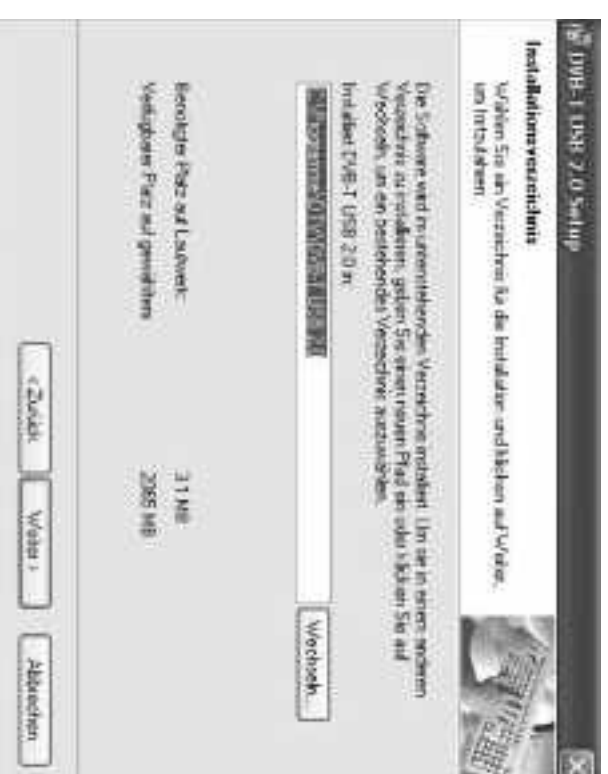 DVB-T USB 2.0 Setup
Installationsverzeichnis
Wählen Sie ein Verzeichnis für die Installation und klicken auf Weiter,
um fortzufahren.
Die Software wird im untenstehenden Verzeichnis installiert. Um sie in einem anderen
Verzeichnis zu installieren, geben Sie einen neuen Pfad ein oder klicken Sie auf
Wechseln, um ein bestehendes Verzeichnis auszuwählen.
Installiert DVB-T USB 2.0 in:
Wechseln...
Benötigter Platz auf Laufwerk: 3.1 MB
Verfügbarer Platz auf gewähltem 2085 MB
< Zurück
Weiter >
Abbrechen